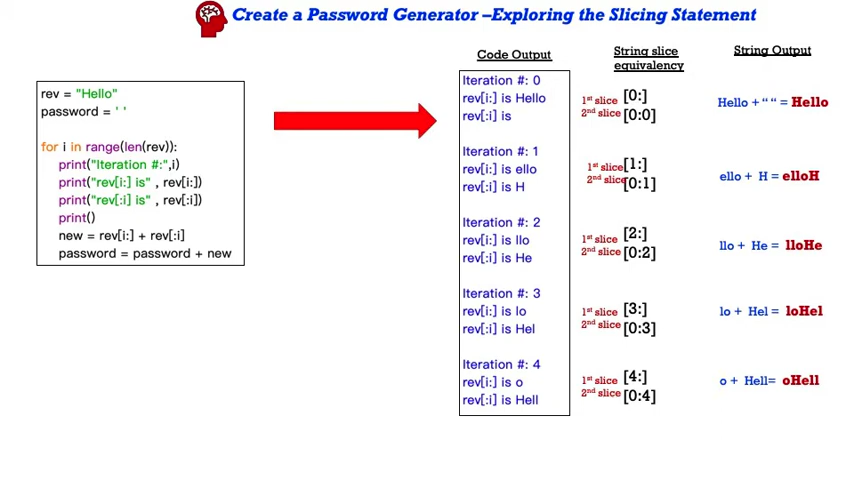 Create a Password Generator –Exploring the Slicing Statement
rev = "Hello"
password = ' '
for i in range(len(rev)):
print("Iteration #:",i)
print("rev[i:] is" , rev[i:])
print("rev[:i] is" , rev[:i])
print()
new = rev[i:] + rev[:i]
password = password + new
Code Output
Iteration #: 0
rev[i:] is Hello
rev[:i] is
Iteration #: 1
rev[i:] is ello
rev[:i] is H
Iteration #: 2
rev[i:] is llo
rev[:i] is He
Iteration #: 3
rev[i:] is lo
rev[:i] is Hel
Iteration #: 4
rev[i:] is o
rev[:i] is Hell
String slice
equivalency
1st slice [0:]
2nd slice [0:0]
1st slice [1:]
2nd slice [0:1]
1st slice [2:]
2nd slice [0:2]
1st slice [3:]
2nd slice [0:3]
1st slice [4:]
2nd slice [0:4]
String Output
Hello + “ “ = Hello
ello + H = elloH
llo + He = lloHe
lo + Hel = loHel
o + Hell= oHell